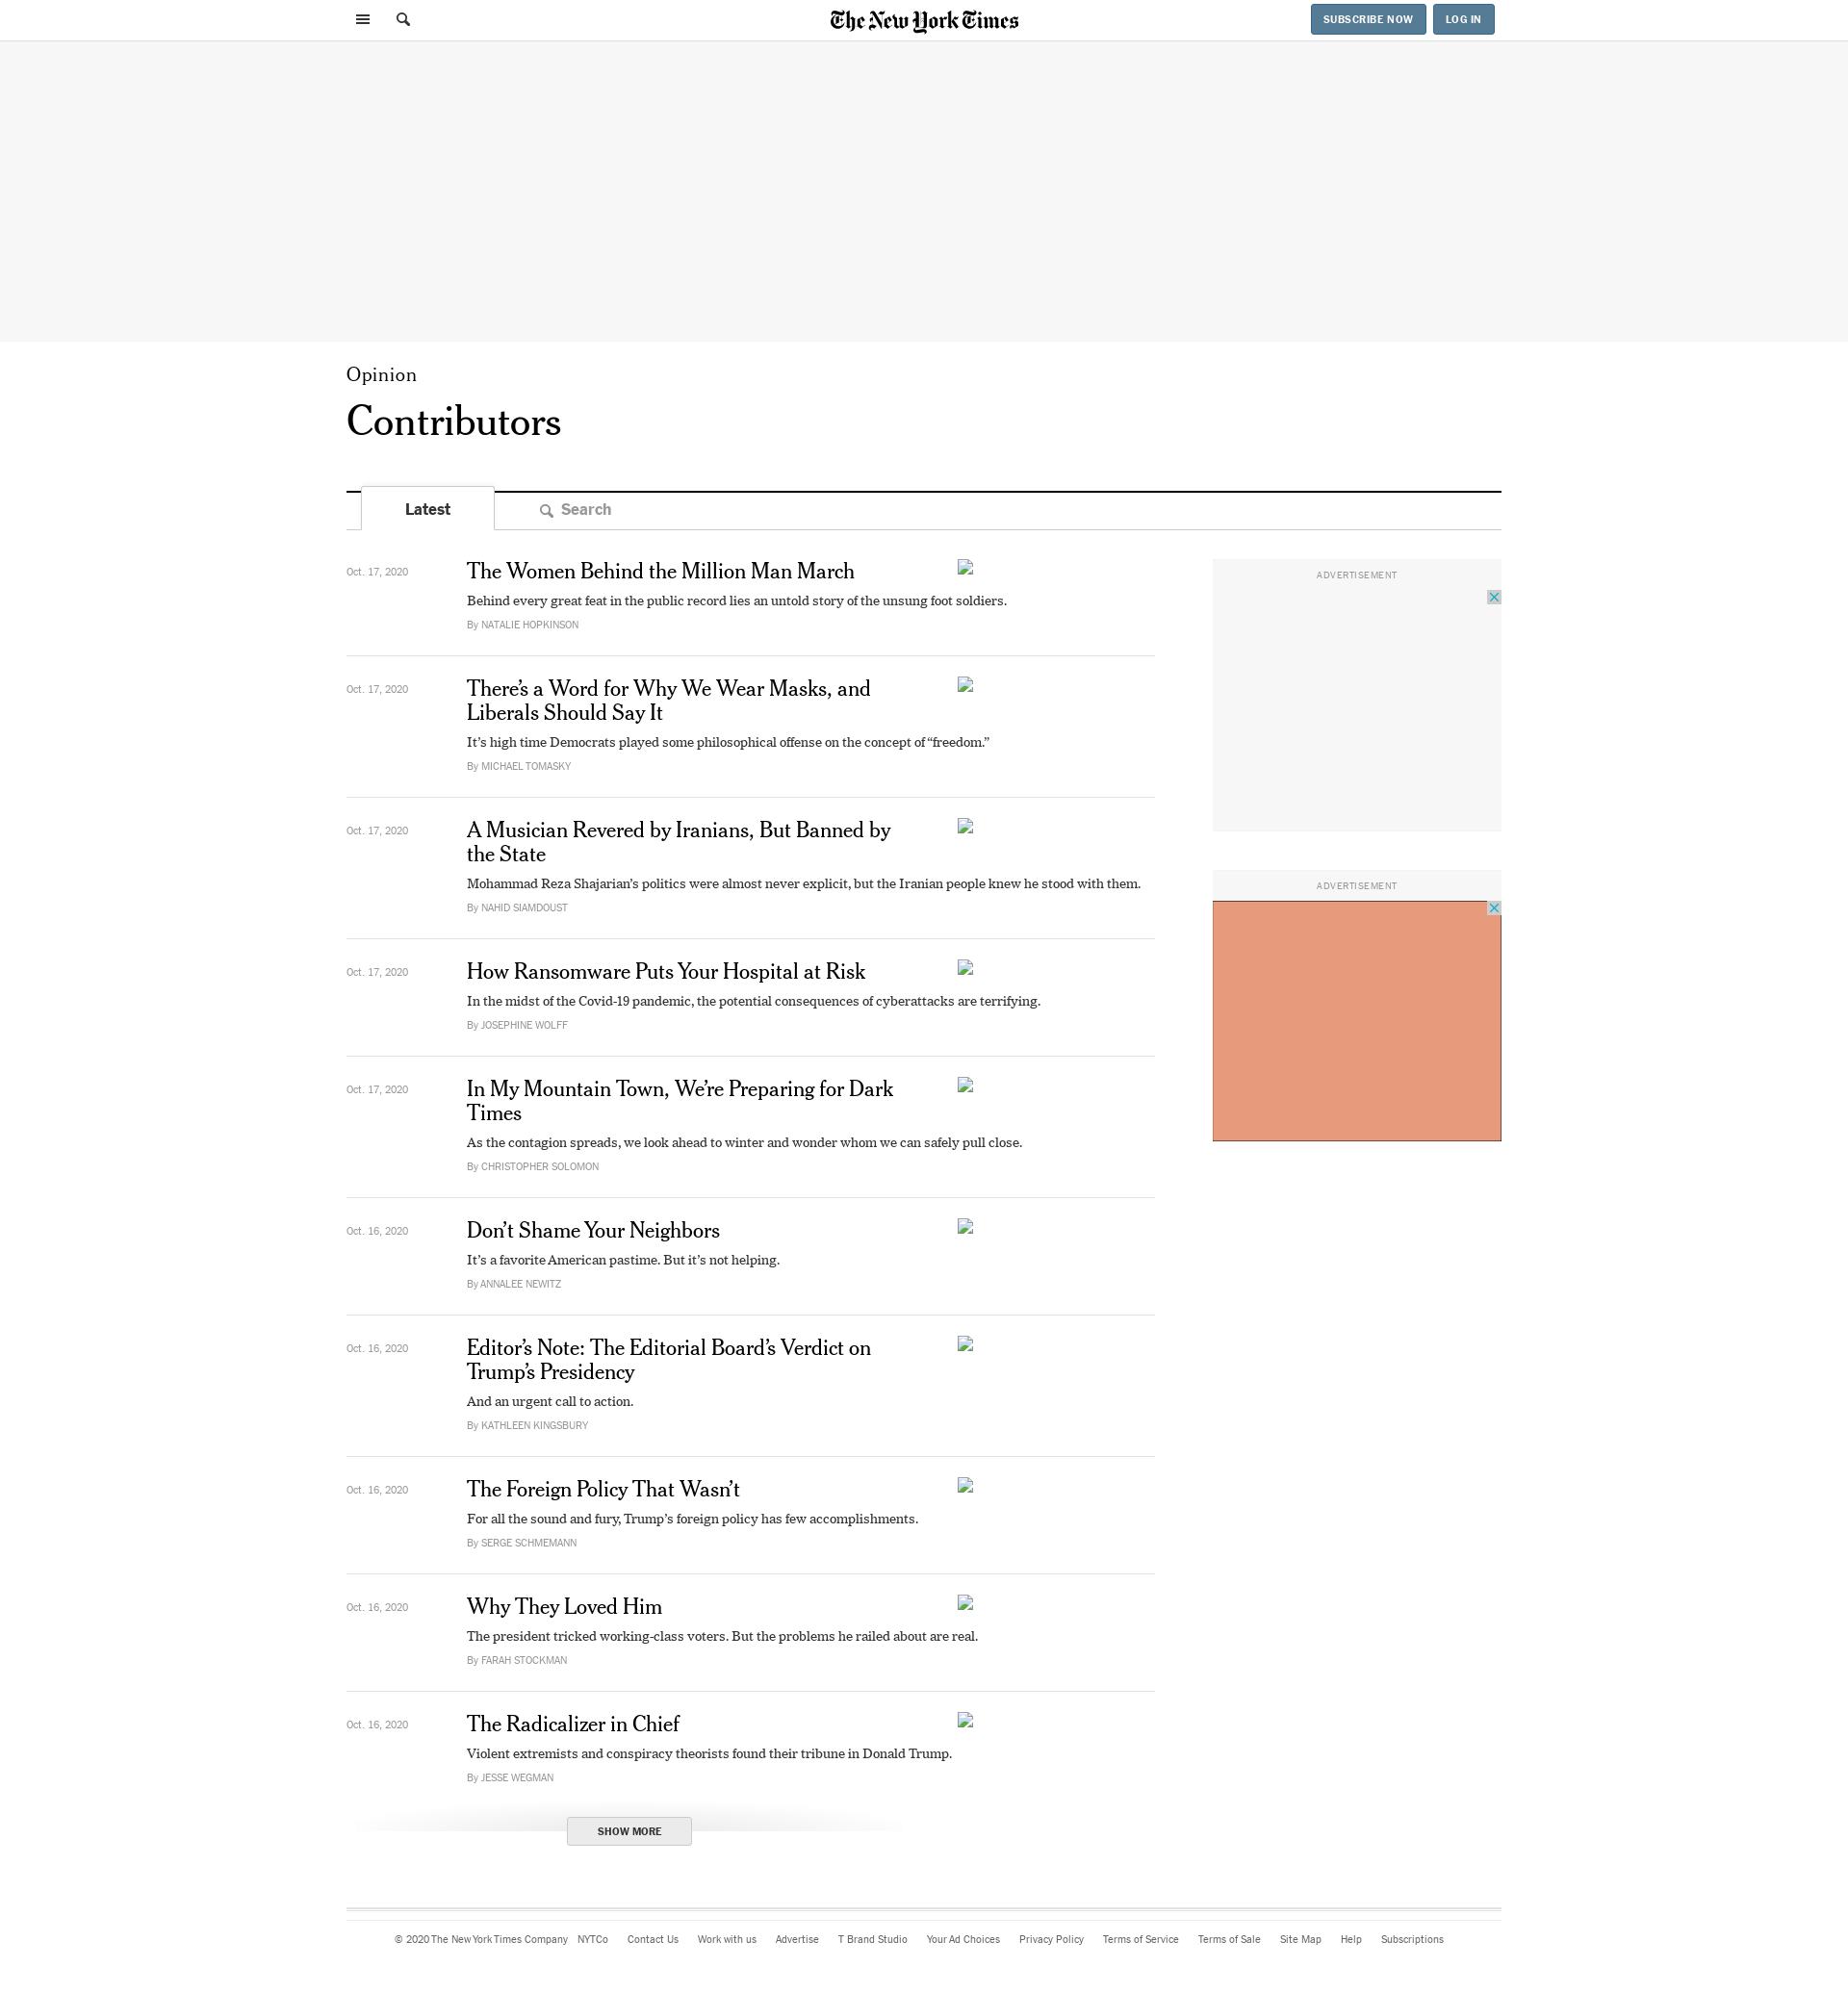 The New York Times
SUBSCRIBE NOW
LOG IN
Opinion
Contributors
Latest
Search
Oct. 17, 2020
The Women Behind the Million Man March
Behind every great feat in the public record lies an untold story of the unsung foot soldiers.
By NATALIE HOPKINSON
Oct. 17, 2020
There’s a Word for Why We Wear Masks, and
Liberals Should Say It
It’s high time Democrats played some philosophical offense on the concept of “freedom.”
By MICHAEL TOMASKY
Oct. 17, 2020
A Musician Revered by Iranians, But Banned by
the State
Mohammad Reza Shajarian’s politics were almost never explicit, but the Iranian people knew he stood with them.
By NAHID SIAMDOUST
Oct. 17, 2020
How Ransomware Puts Your Hospital at Risk
In the midst of the Covid-19 pandemic, the potential consequences of cyberattacks are terrifying.
By JOSEPHINE WOLFF
Oct. 17, 2020
In My Mountain Town, We’re Preparing for Dark
Times
As the contagion spreads, we look ahead to winter and wonder whom we can safely pull close.
By CHRISTOPHER SOLOMON
Oct. 16, 2020
Don’t Shame Your Neighbors
It’s a favorite American pastime. But it’s not helping.
By ANNALEE NEWITZ
Oct. 16, 2020
Editor’s Note: The Editorial Board’s Verdict on
Trump’s Presidency
And an urgent call to action.
By KATHLEEN KINGSBURY
Oct. 16, 2020
The Foreign Policy That Wasn’t
For all the sound and fury, Trump’s foreign policy has few accomplishments.
By SERGE SCHMEMANN
Oct. 16, 2020
Why They Loved Him
The president tricked working-class voters. But the problems he railed about are real.
By FARAH STOCKMAN
Oct. 16, 2020
The Radicalizer in Chief
Violent extremists and conspiracy theorists found their tribune in Donald Trump.
By JESSE WEGMAN
SHOW MORE
ADVERTISEMENT
ADVERTISEMENT
© 2020 The New York Times Company NYTCo Contact Us Work with us Advertise T Brand Studio Your Ad Choices Privacy Policy Terms of Service Terms of Sale Site Map Help Subscriptions